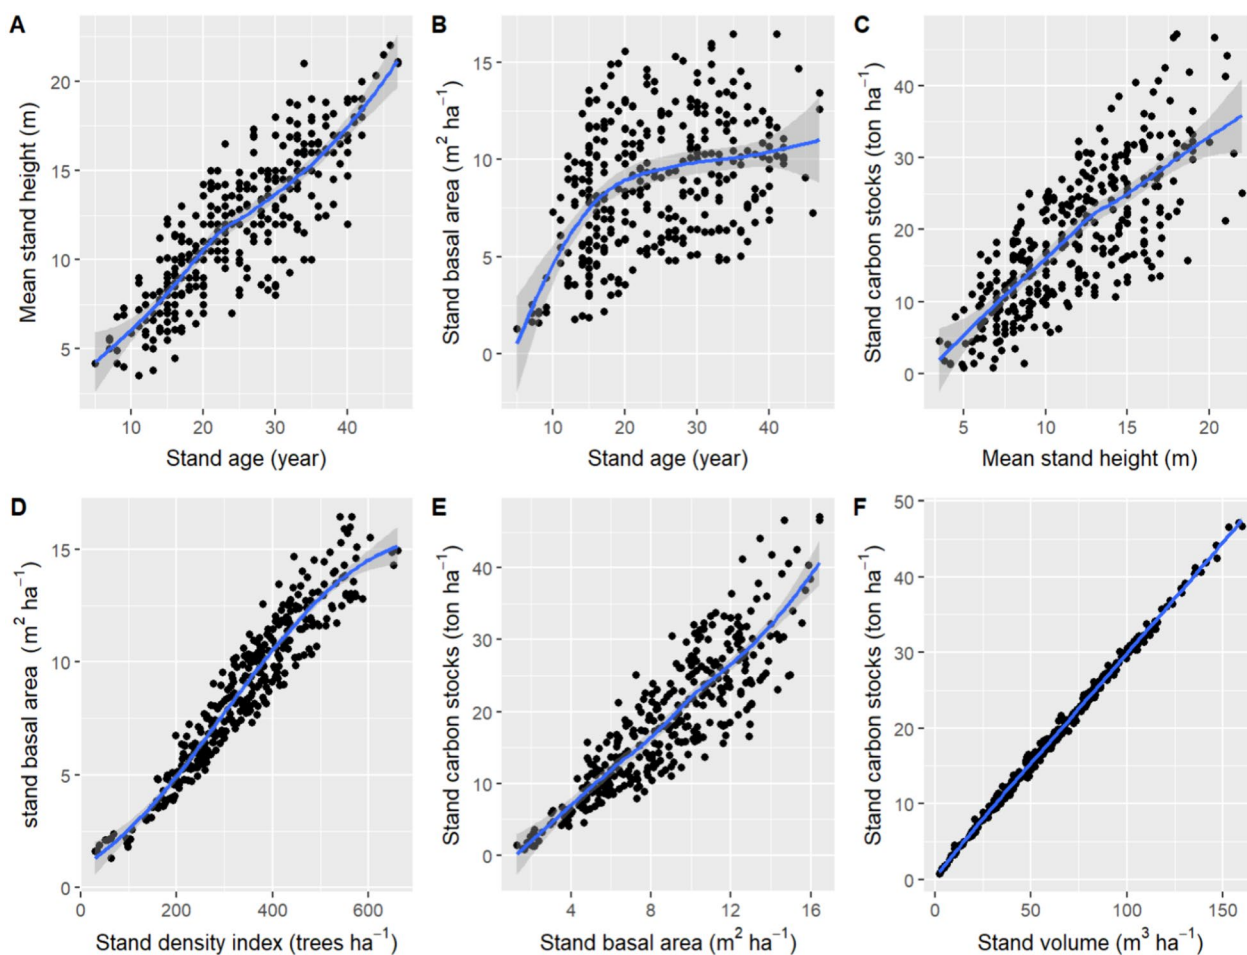 A
B
C
Mean stand height (m)
20
15
10
5
10 20 30 40
Stand age (year)
Stand basal area (m² ha⁻¹)
15
10
5
0
10 20 30 40
Stand age (year)
Stand carbon stocks (ton ha⁻¹)
40
30
20
10
0
5 10 15 20
Mean stand height (m)
D
E
F
stand basal area (m² ha⁻¹)
15
10
5
0
0 200 400 600
Stand density index (trees ha⁻¹)
Stand carbon stocks (ton ha⁻¹)
40
30
20
10
0
4 8 12 16
Stand basal area (m² ha⁻¹)
Stand carbon stocks (ton ha⁻¹)
50
40
30
20
10
0
0 50 100 150
Stand volume (m³ ha⁻¹)